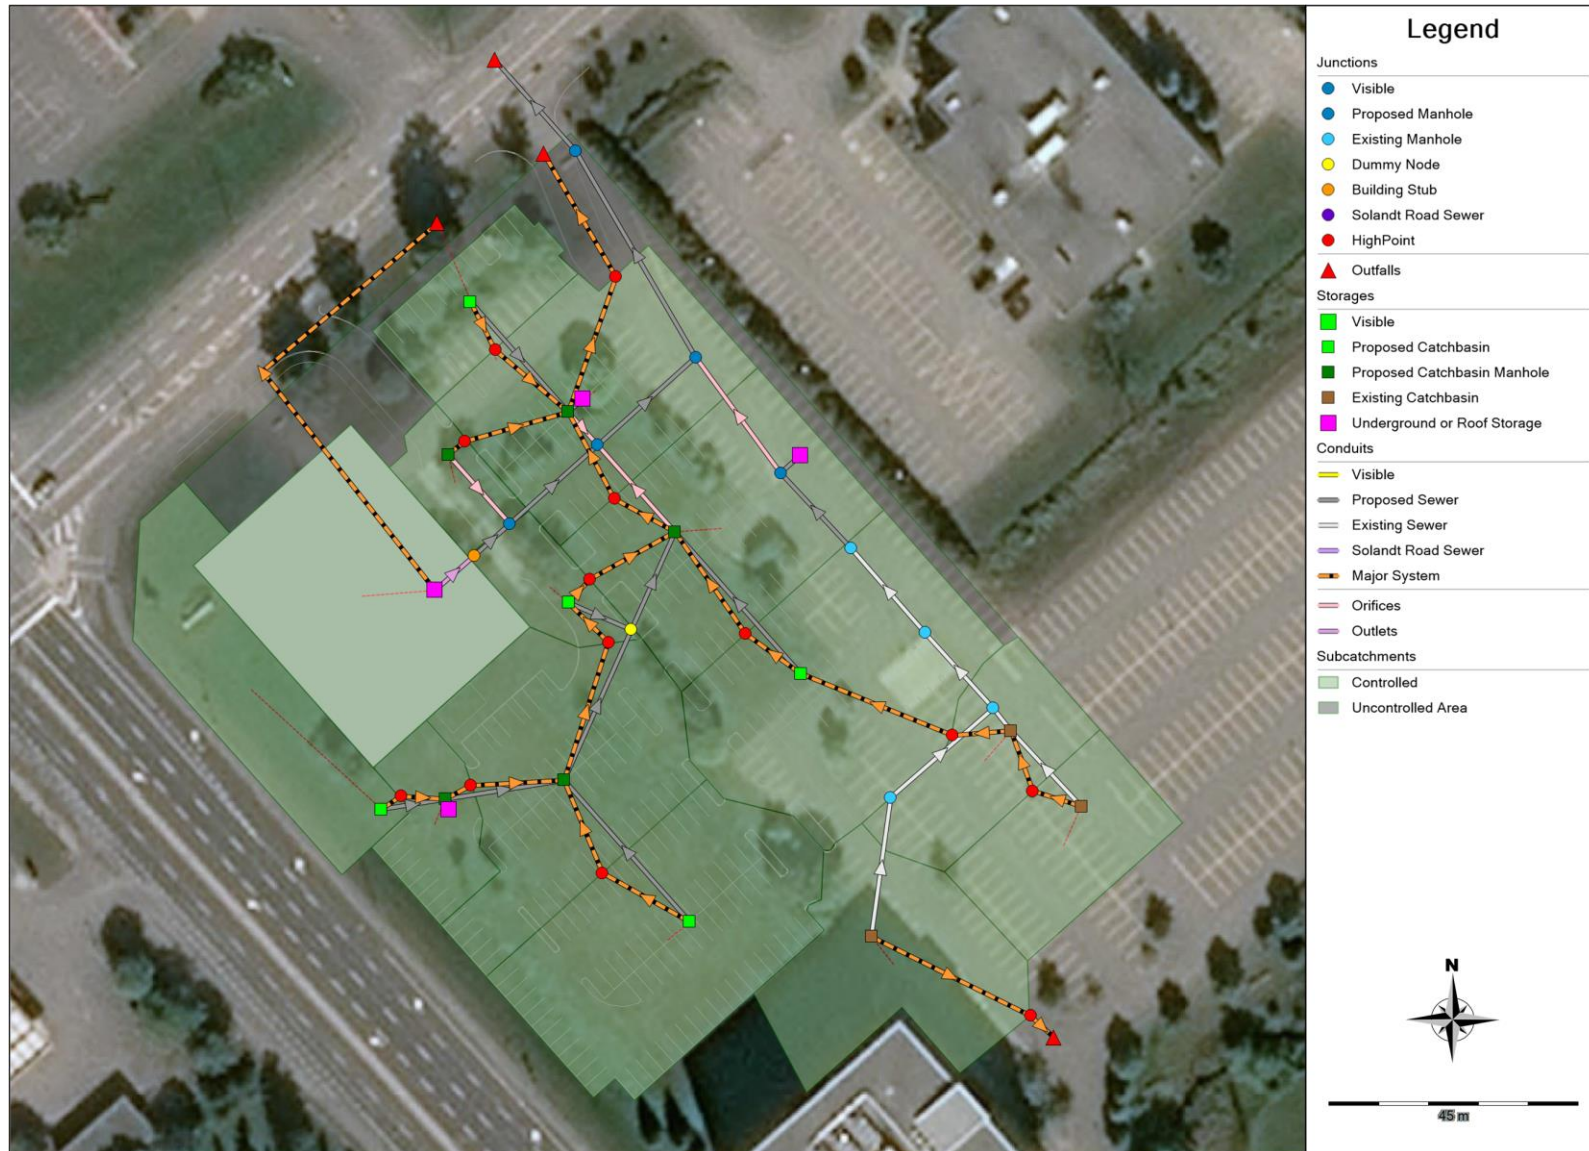 Legend
Junctions
Visible
Proposed Manhole
Existing Manhole
Dummy Node
Building Stub
Solandt Road Sewer
HighPoint
Outfalls
Storages
Visible
Proposed Catchbasin
Proposed Catchbasin Manhole
Existing Catchbasin
Underground or Roof Storage
Conduits
Visible
Proposed Sewer
Existing Sewer
Solandt Road Sewer
Major System
Orifices
Outlets
Subcatchments
Controlled
Uncontrolled Area
N
45 m